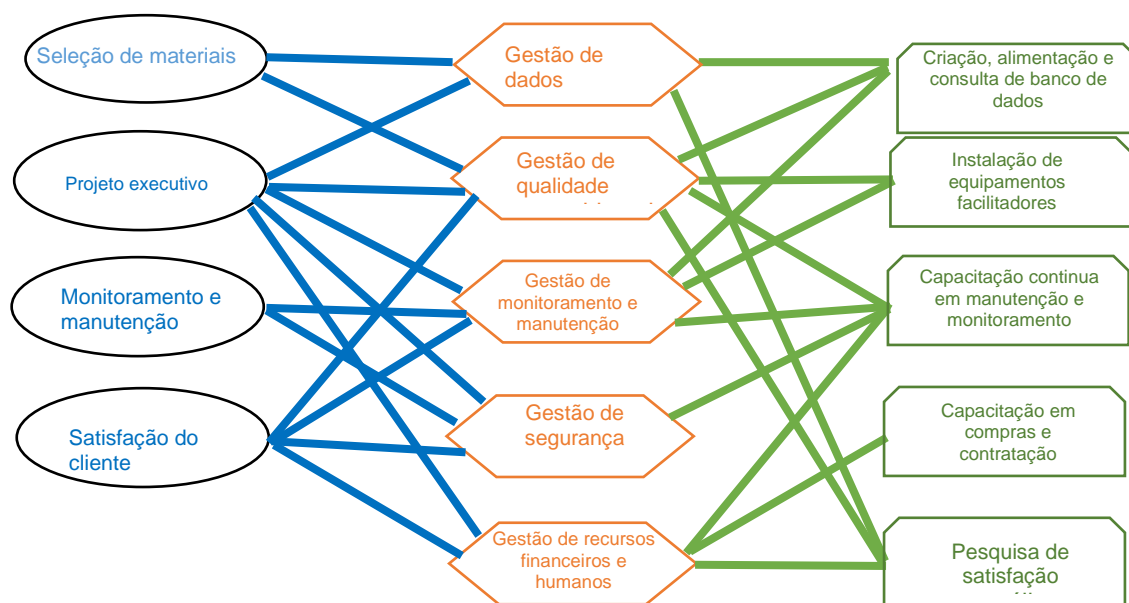 Seleção de materiais
Projeto executivo
Monitoramento e
manutenção
Satisfação do
cliente
Gestão de
dados
Gestão de
qualidade
Gestão de
monitoramento e
manutenção
Gestão de
segurança
Gestão de recursos
financeiros e
humanos
Criação, alimentação e
consulta de banco de
dados
Instalação de
equipamentos
facilitadores
Capacitação continua
em manutenção e
monitoramento
Capacitação em
compras e
contratação
Pesquisa de
satisfação